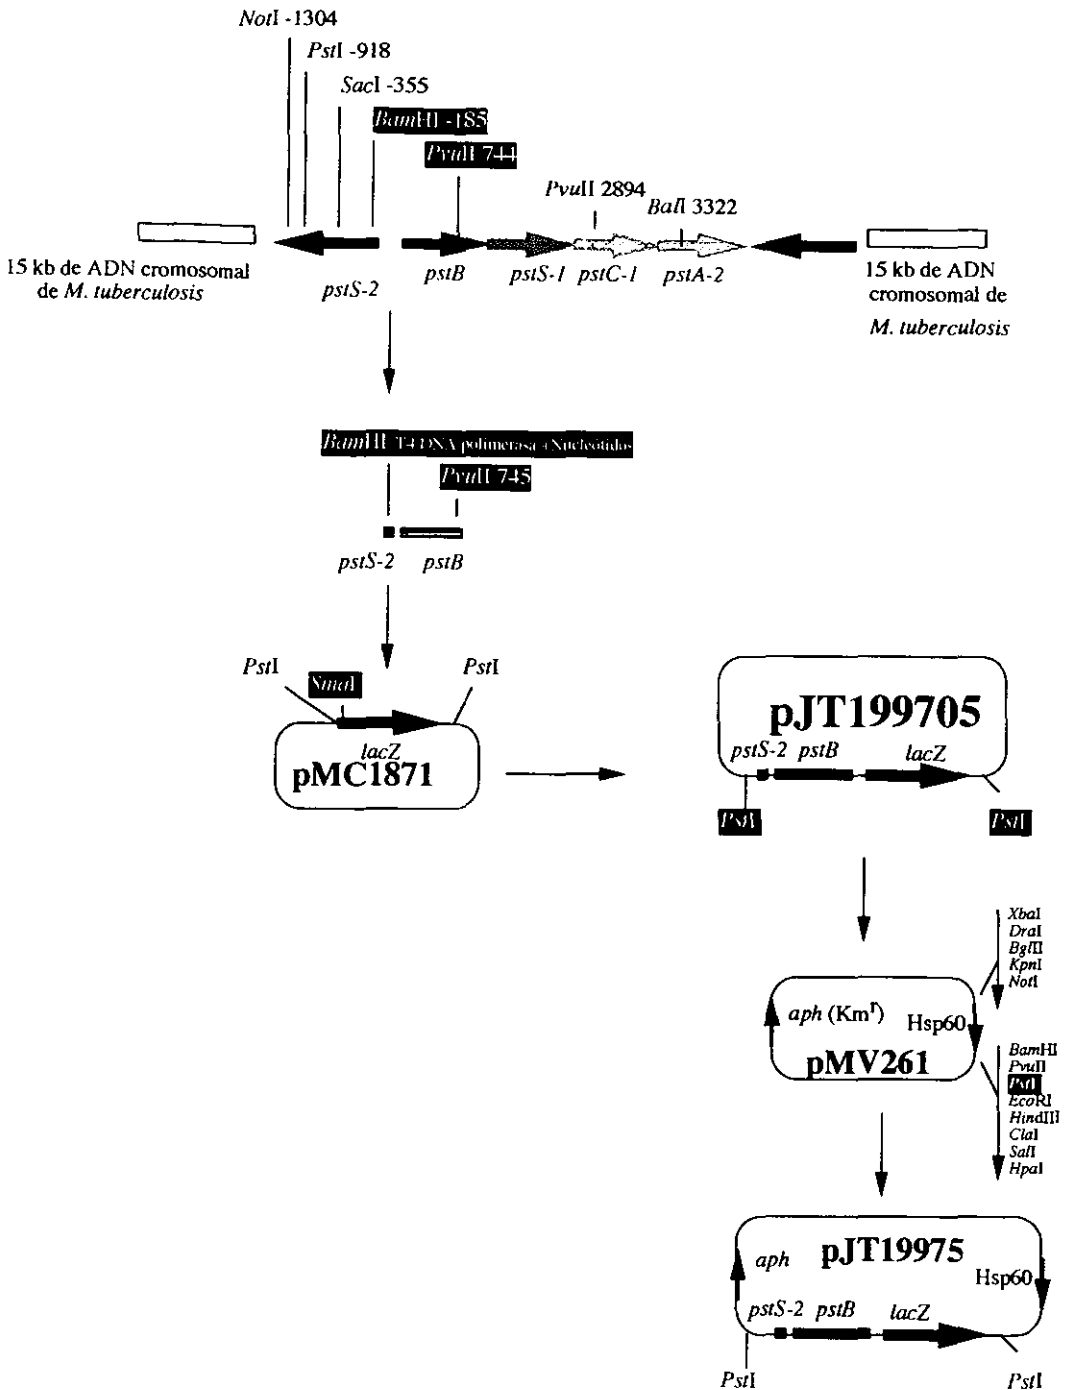 NotI -1304
PstI -918
SacI -355
BamHI -185
PvuII 744
PvuII 2894
BalI 3322
15 kb de ADN cromosomal
de M. tuberculosis
pstS-2
pstB
pstS-1
pstC-1
pstA-2
15 kb de ADN
cromosomal de
M. tuberculosis
BamHI T4 DNA polimerasa + Nucleótidos
PvuII 745
pstS-2
pstB
PstI
SmaI
PstI
lacZ
pMC1871
pJT199705
pstS-2
pstB
lacZ
PstI
PstI
XbaI
DraI
BglII
KpnI
NotI
aph (Kmr)
Hsp60
pMV261
BamHI
PvuII
PstI
EcoRI
HindIII
ClaI
SalI
HpaI
pJT19975
aph
Hsp60
pstS-2
pstB
lacZ
PstI
PstI